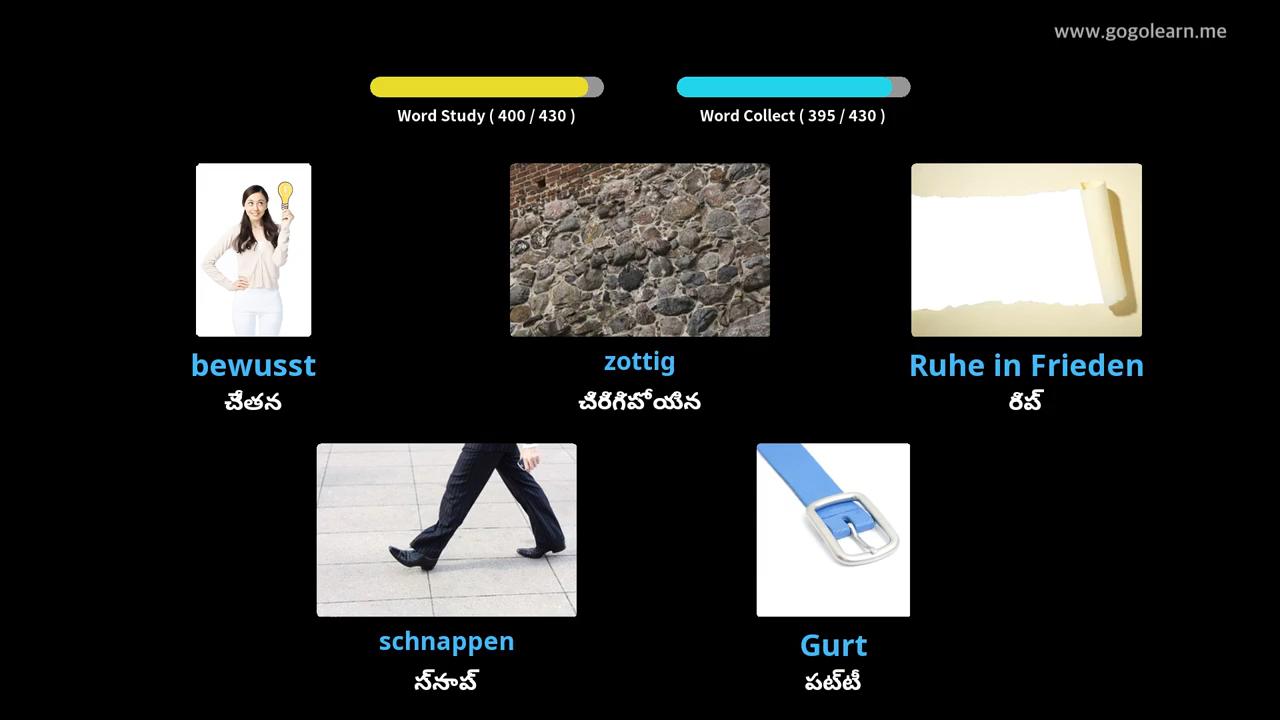 www.gogolearn.me
Word Study ( 400 / 430 )
Word Collect ( 395 / 430 )
bewusst
చేతన
zottig
చిరిగిపోయిన
Ruhe in Frieden
రిప్
schnappen
స్నాప్
Gurt
పట్టీ